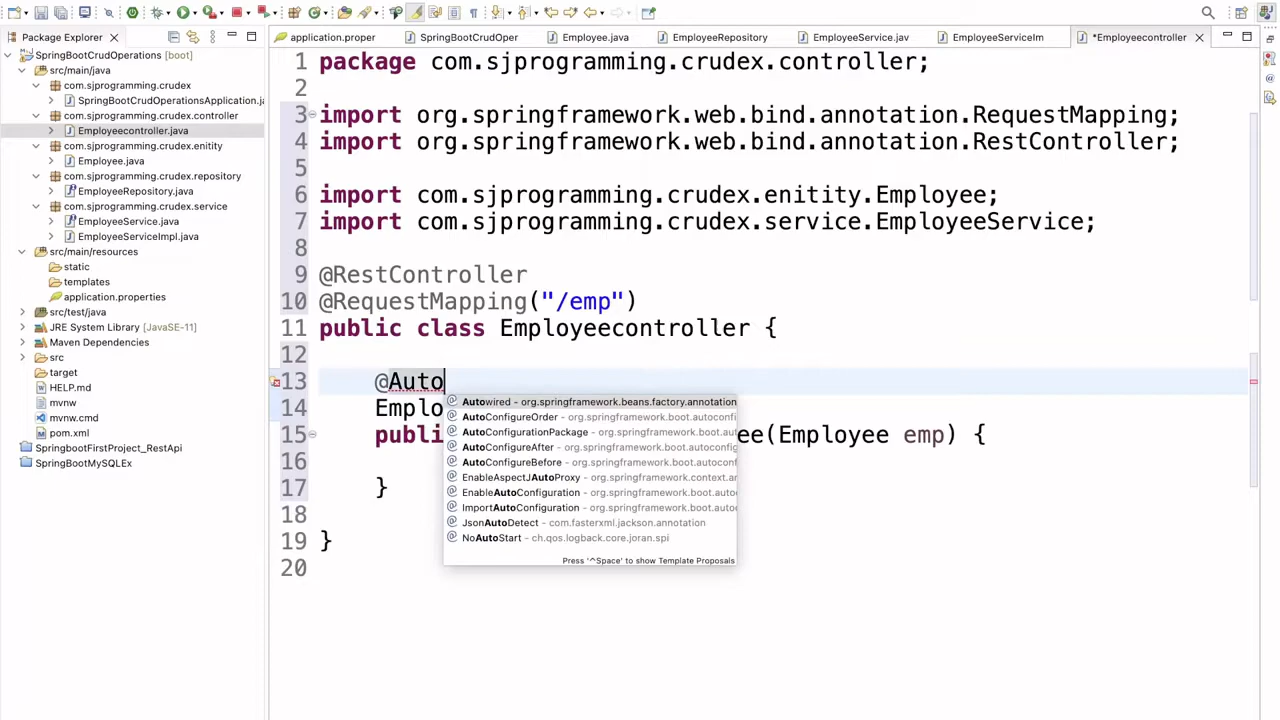 Package Explorer
application.proper
SpringBootCrudOper
Employee.java
EmployeeRepository
EmployeeService.jav
EmployeeServiceIm
*Employeecontroller
SpringBootCrudOperations [boot]
src/main/java
com.sjprogramming.crudex
SpringBootCrudOperationsApplication.ja
com.sjprogramming.crudex.controller
Employeecontroller.java
com.sjprogramming.crudex.enitity
Employee.java
com.sjprogramming.crudex.repository
EmployeeRepository.java
com.sjprogramming.crudex.service
EmployeeService.java
EmployeeServiceImpl.java
src/main/resources
static
templates
application.properties
src/test/java
JRE System Library [JavaSE-11]
Maven Dependencies
src
target
HELP.md
mvnw
mvnw.cmd
pom.xml
SpringbootFirstProject_RestApi
SpringBootMySQLEx
1 package com.sjprogramming.crudex.controller;
2
3 import org.springframework.web.bind.annotation.RequestMapping;
4 import org.springframework.web.bind.annotation.RestController;
5
6 import com.sjprogramming.crudex.enitity.Employee;
7 import com.sjprogramming.crudex.service.EmployeeService;
8
9 @RestController
10 @RequestMapping("/emp")
11 public class Employeecontroller {
12
13 @Auto
14 Emplo
15 publi ee(Employee emp) {
16
17 }
18
19 }
20
Autowired - org.springframework.beans.factory.annotation
AutoConfigureOrder - org.springframework.boot.autoconfi
AutoConfigurationPackage - org.springframework.boot.au
AutoConfigureAfter - org.springframework.boot.autoconfig
AutoConfigureBefore - org.springframework.boot.autoconfi
EnableAspectJAutoProxy - org.springframework.context.an
EnableAutoConfiguration - org.springframework.boot.auto
ImportAutoConfiguration - org.springframework.boot.auto
JsonAutoDetect - com.fasterxml.jackson.annotation
NoAutoStart - ch.qos.logback.core.joran.spi
Press '^Space' to show Template Proposals